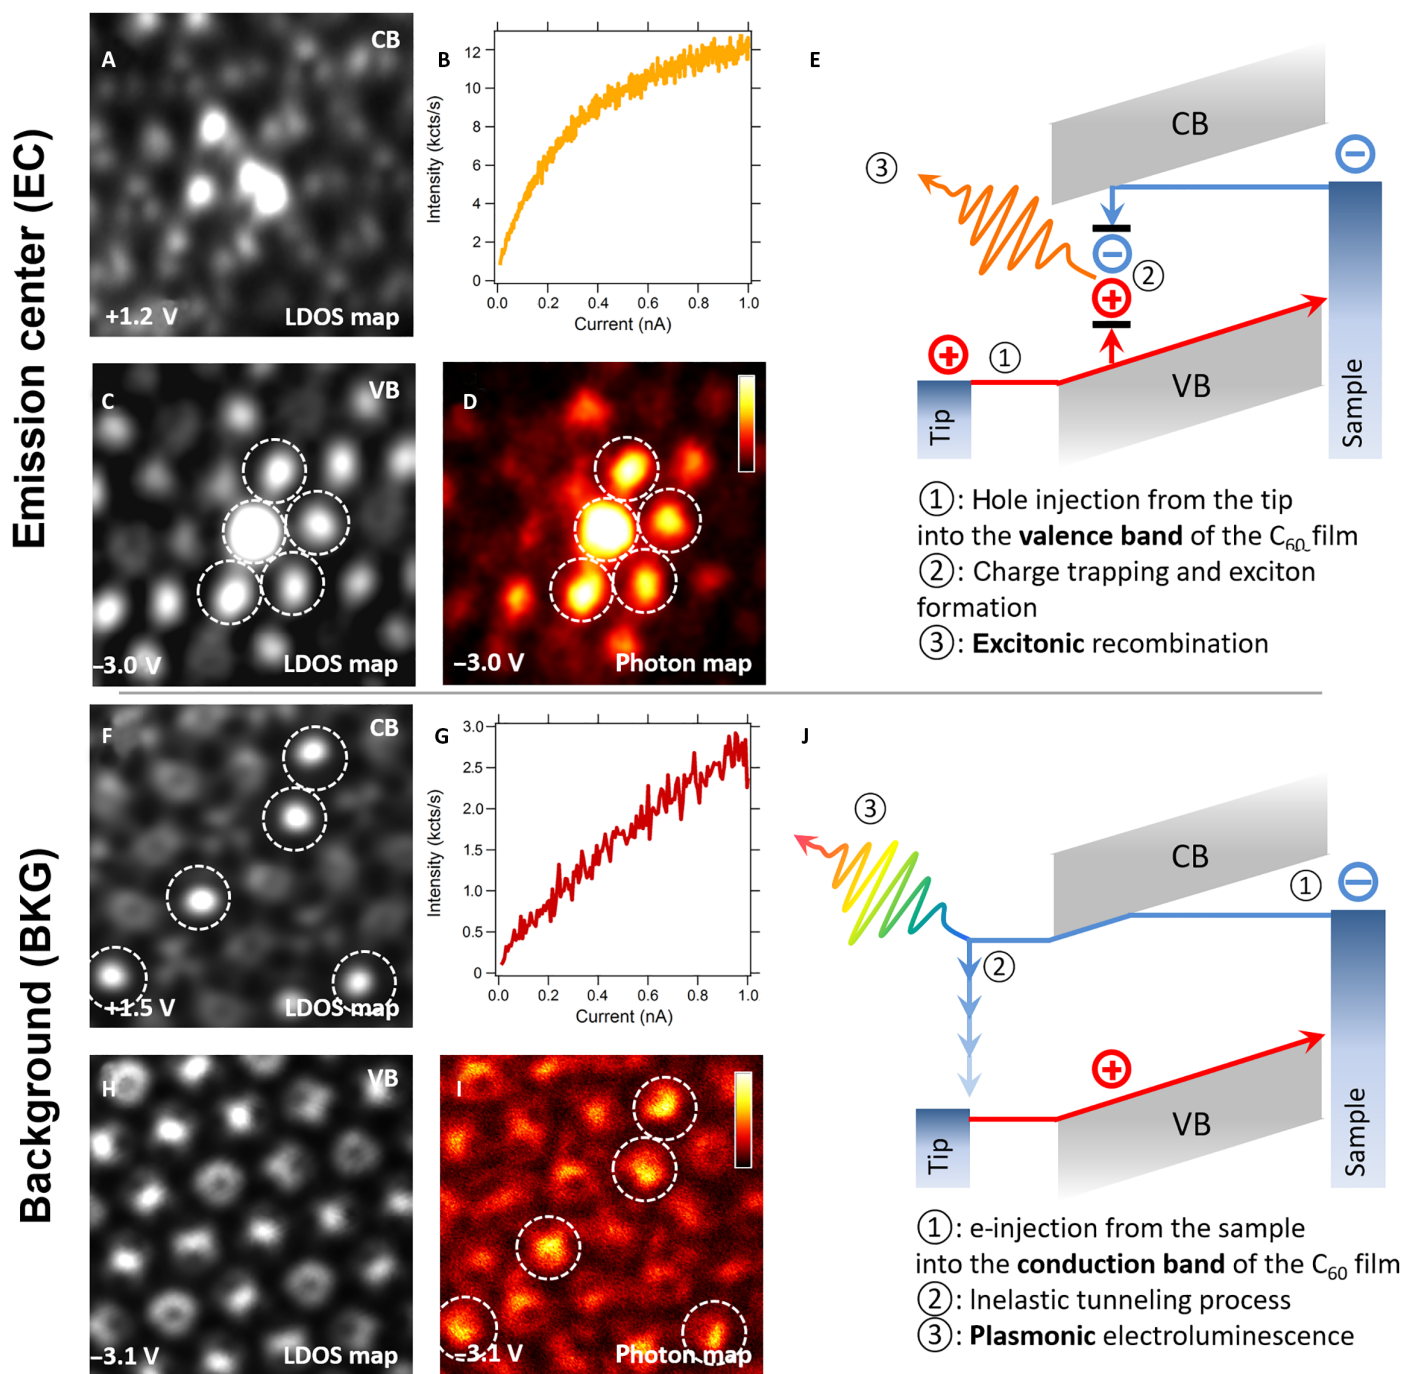 Emission center (EC)
A
CB
+1.2 V
LDOS map
B
Intensity (kcts/s)
12
10
8
6
4
2
0
0.0 0.2 0.4 0.6 0.8 1.0
Current (nA)
C
VB
–3.0 V
LDOS map
D
–3.0 V
Photon map
E
CB
3
2
1
VB
Tip
Sample
1: Hole injection from the tip
into the valence band of the C60 film
2: Charge trapping and exciton
formation
3: Excitonic recombination
Background (BKG)
F
CB
+1.5 V
LDOS map
G
Intensity (kcts/s)
3.0
2.5
2.0
1.5
1.0
0.5
0
0.0 0.2 0.4 0.6 0.8 1.0
Current (nA)
H
VB
–3.1 V
LDOS map
I
–3.1 V
Photon map
J
3
CB
1
2
VB
Tip
Sample
1: e-injection from the sample
into the conduction band of the C60 film
2: Inelastic tunneling process
3: Plasmonic electroluminescence